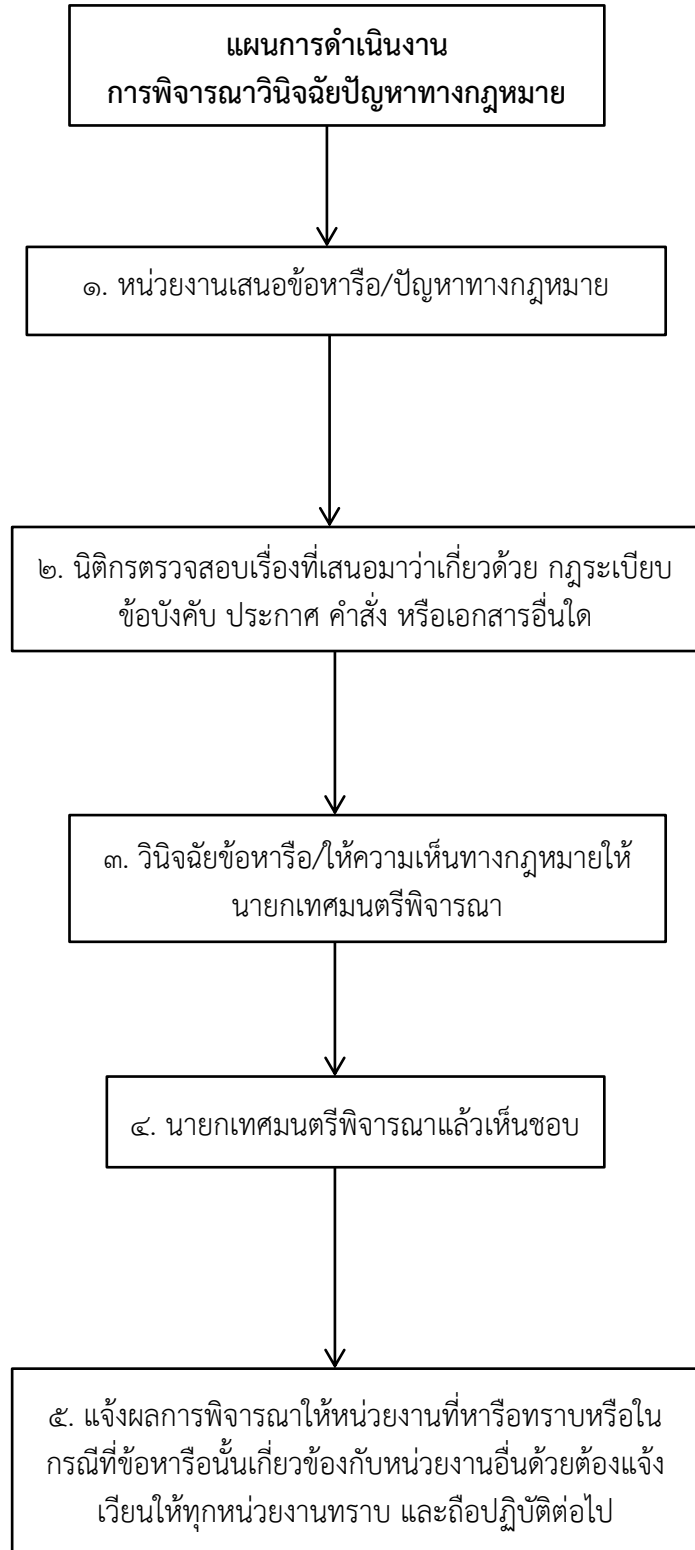 แผนการดำเนินงาน
การพิจารณาวินิจฉัยปัญหาทางกฎหมาย
๑. หน่วยงานเสนอข้อหารือ/ปัญหาทางกฎหมาย
๒. นิติกรตรวจสอบเรื่องที่เสนอมาว่าเกี่ยวด้วย กฎระเบียบ
ข้อบังคับ ประกาศ คำสั่ง หรือเอกสารอื่นใด
๓. วินิจฉัยข้อหารือ/ให้ความเห็นทางกฎหมายให้
นายกเทศมนตรีพิจารณา
๔. นายกเทศมนตรีพิจารณาแล้วเห็นชอบ
๕. แจ้งผลการพิจารณาให้หน่วยงานที่หารือทราบหรือใน
กรณีที่ข้อหารือนั้นเกี่ยวข้องกับหน่วยงานอื่นด้วยต้องแจ้ง
เวียนให้ทุกหน่วยงานทราบ และถือปฏิบัติต่อไป